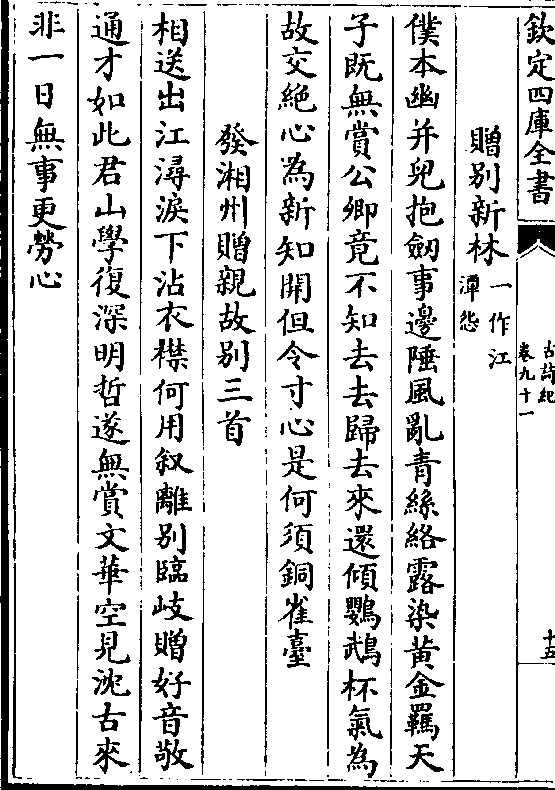 欽定四庫全書
古詩紀
卷九十一
十五
贈別新林一作江潭怨
僕本幽并兒抱劒事邊陲風亂青絲絡露染黃金羈天
子既無賞公卿竟不知去去歸去來還傾鸚鵡杯氣為
故交絶心為新知開但令寸心是何須銅雀臺
發湘州贈親故別三首
相送出江潯淚下沾衣襟何用叙離別臨岐贈好音敬
通才如此君山學復深明哲遂無賞文華空見沈古來
非一日無事更勞心